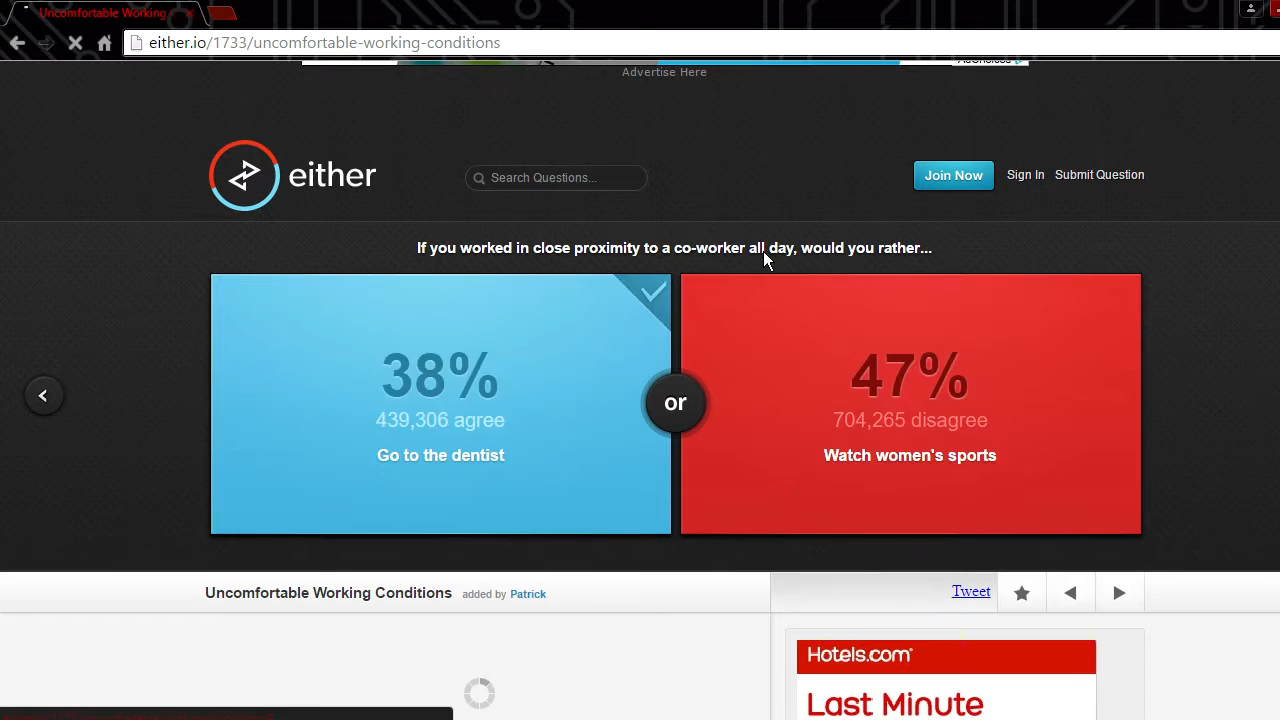 Uncomfortable Working
either.io/1733/uncomfortable-working-conditions
Advertise Here
AdChoices
either
Search Questions...
Join Now
Sign In
Submit Question
If you worked in close proximity to a co-worker all day, would you rather...
38%
439,306 agree
Go to the dentist
or
47%
704,265 disagree
Watch women's sports
Uncomfortable Working Conditions added by Patrick
Tweet
Hotels.com
Last Minute